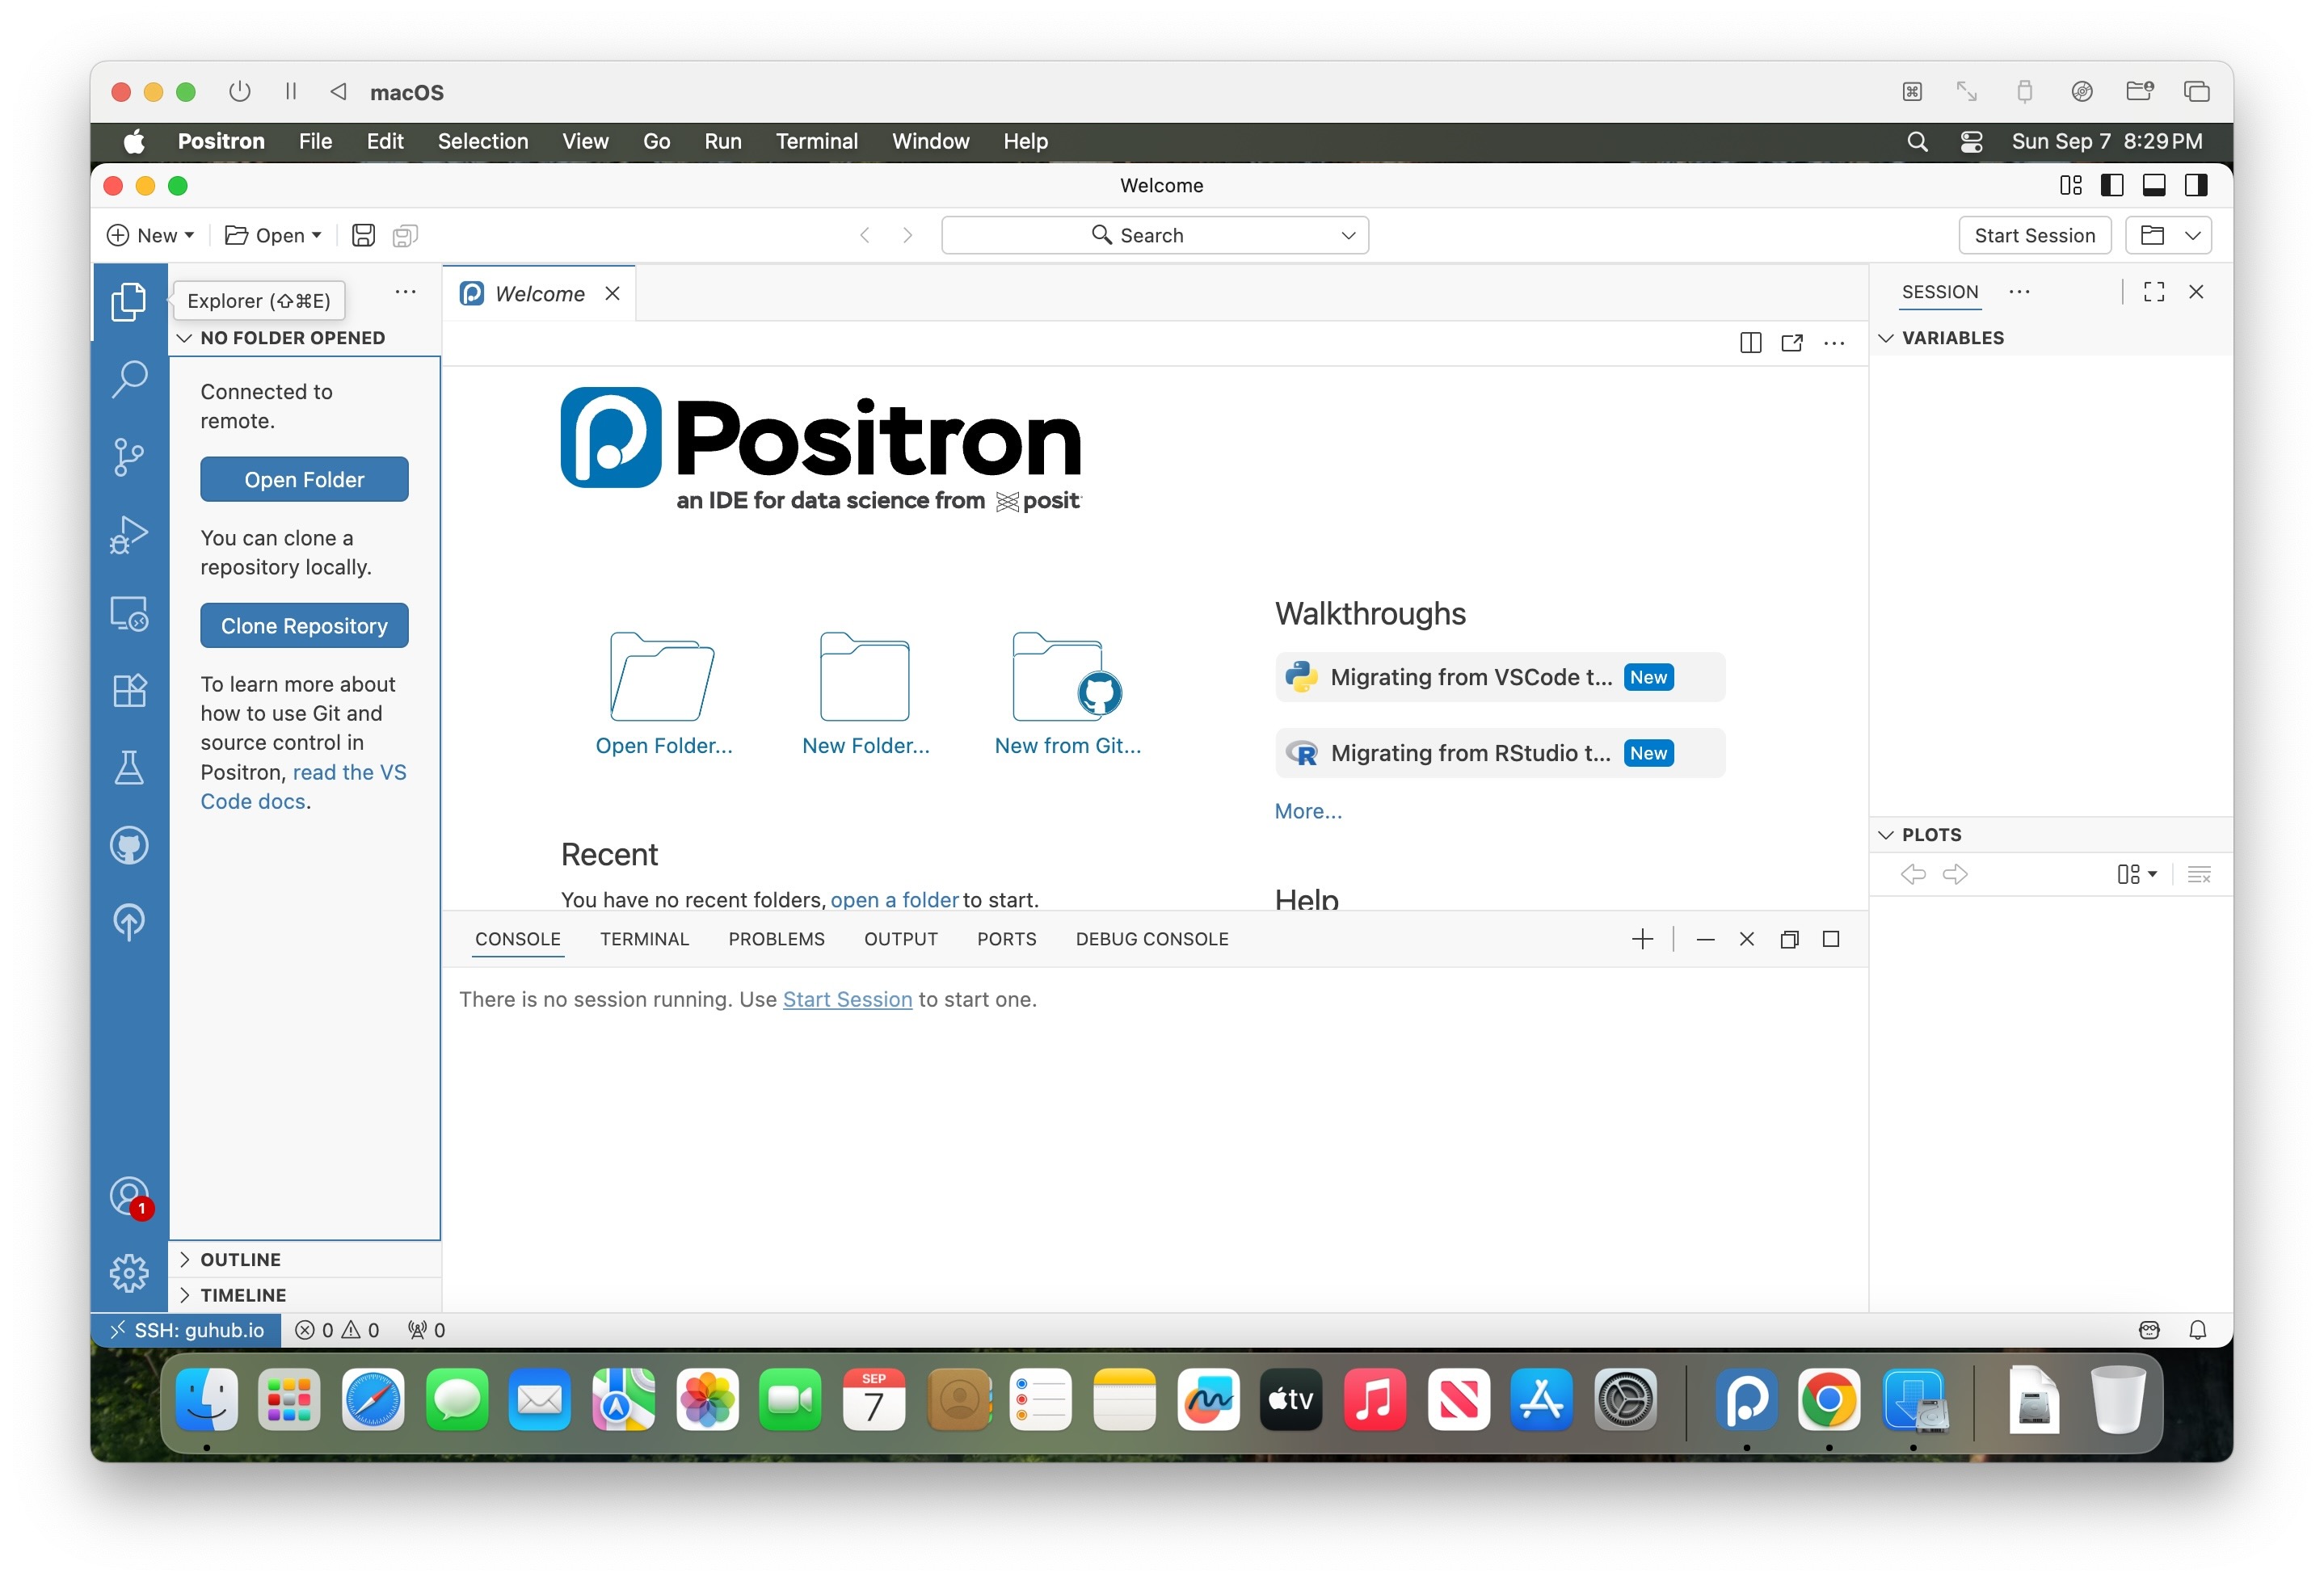 macOS
Positron File Edit Selection View Go Run Terminal Window Help Sun Sep 7 8:29 PM
Welcome
New Open Search Start Session
Explorer (⇧⌘E)
Welcome
SESSION
NO FOLDER OPENED
VARIABLES
Connected to
remote.
Open Folder
You can clone a
repository locally.
Clone Repository
To learn more about
how to use Git and
source control in
Positron, read the VS
Code docs.
Positron
an IDE for data science from posit
Open Folder...
New Folder...
New from Git...
Walkthroughs
Migrating from VSCode t... New
Migrating from RStudio t... New
More...
Recent
You have no recent folders, open a folder to start.
Help
PLOTS
CONSOLE TERMINAL PROBLEMS OUTPUT PORTS DEBUG CONSOLE
There is no session running. Use Start Session to start one.
1
OUTLINE
TIMELINE
SSH: guhub.io 0 0 0
SEP
7
tv